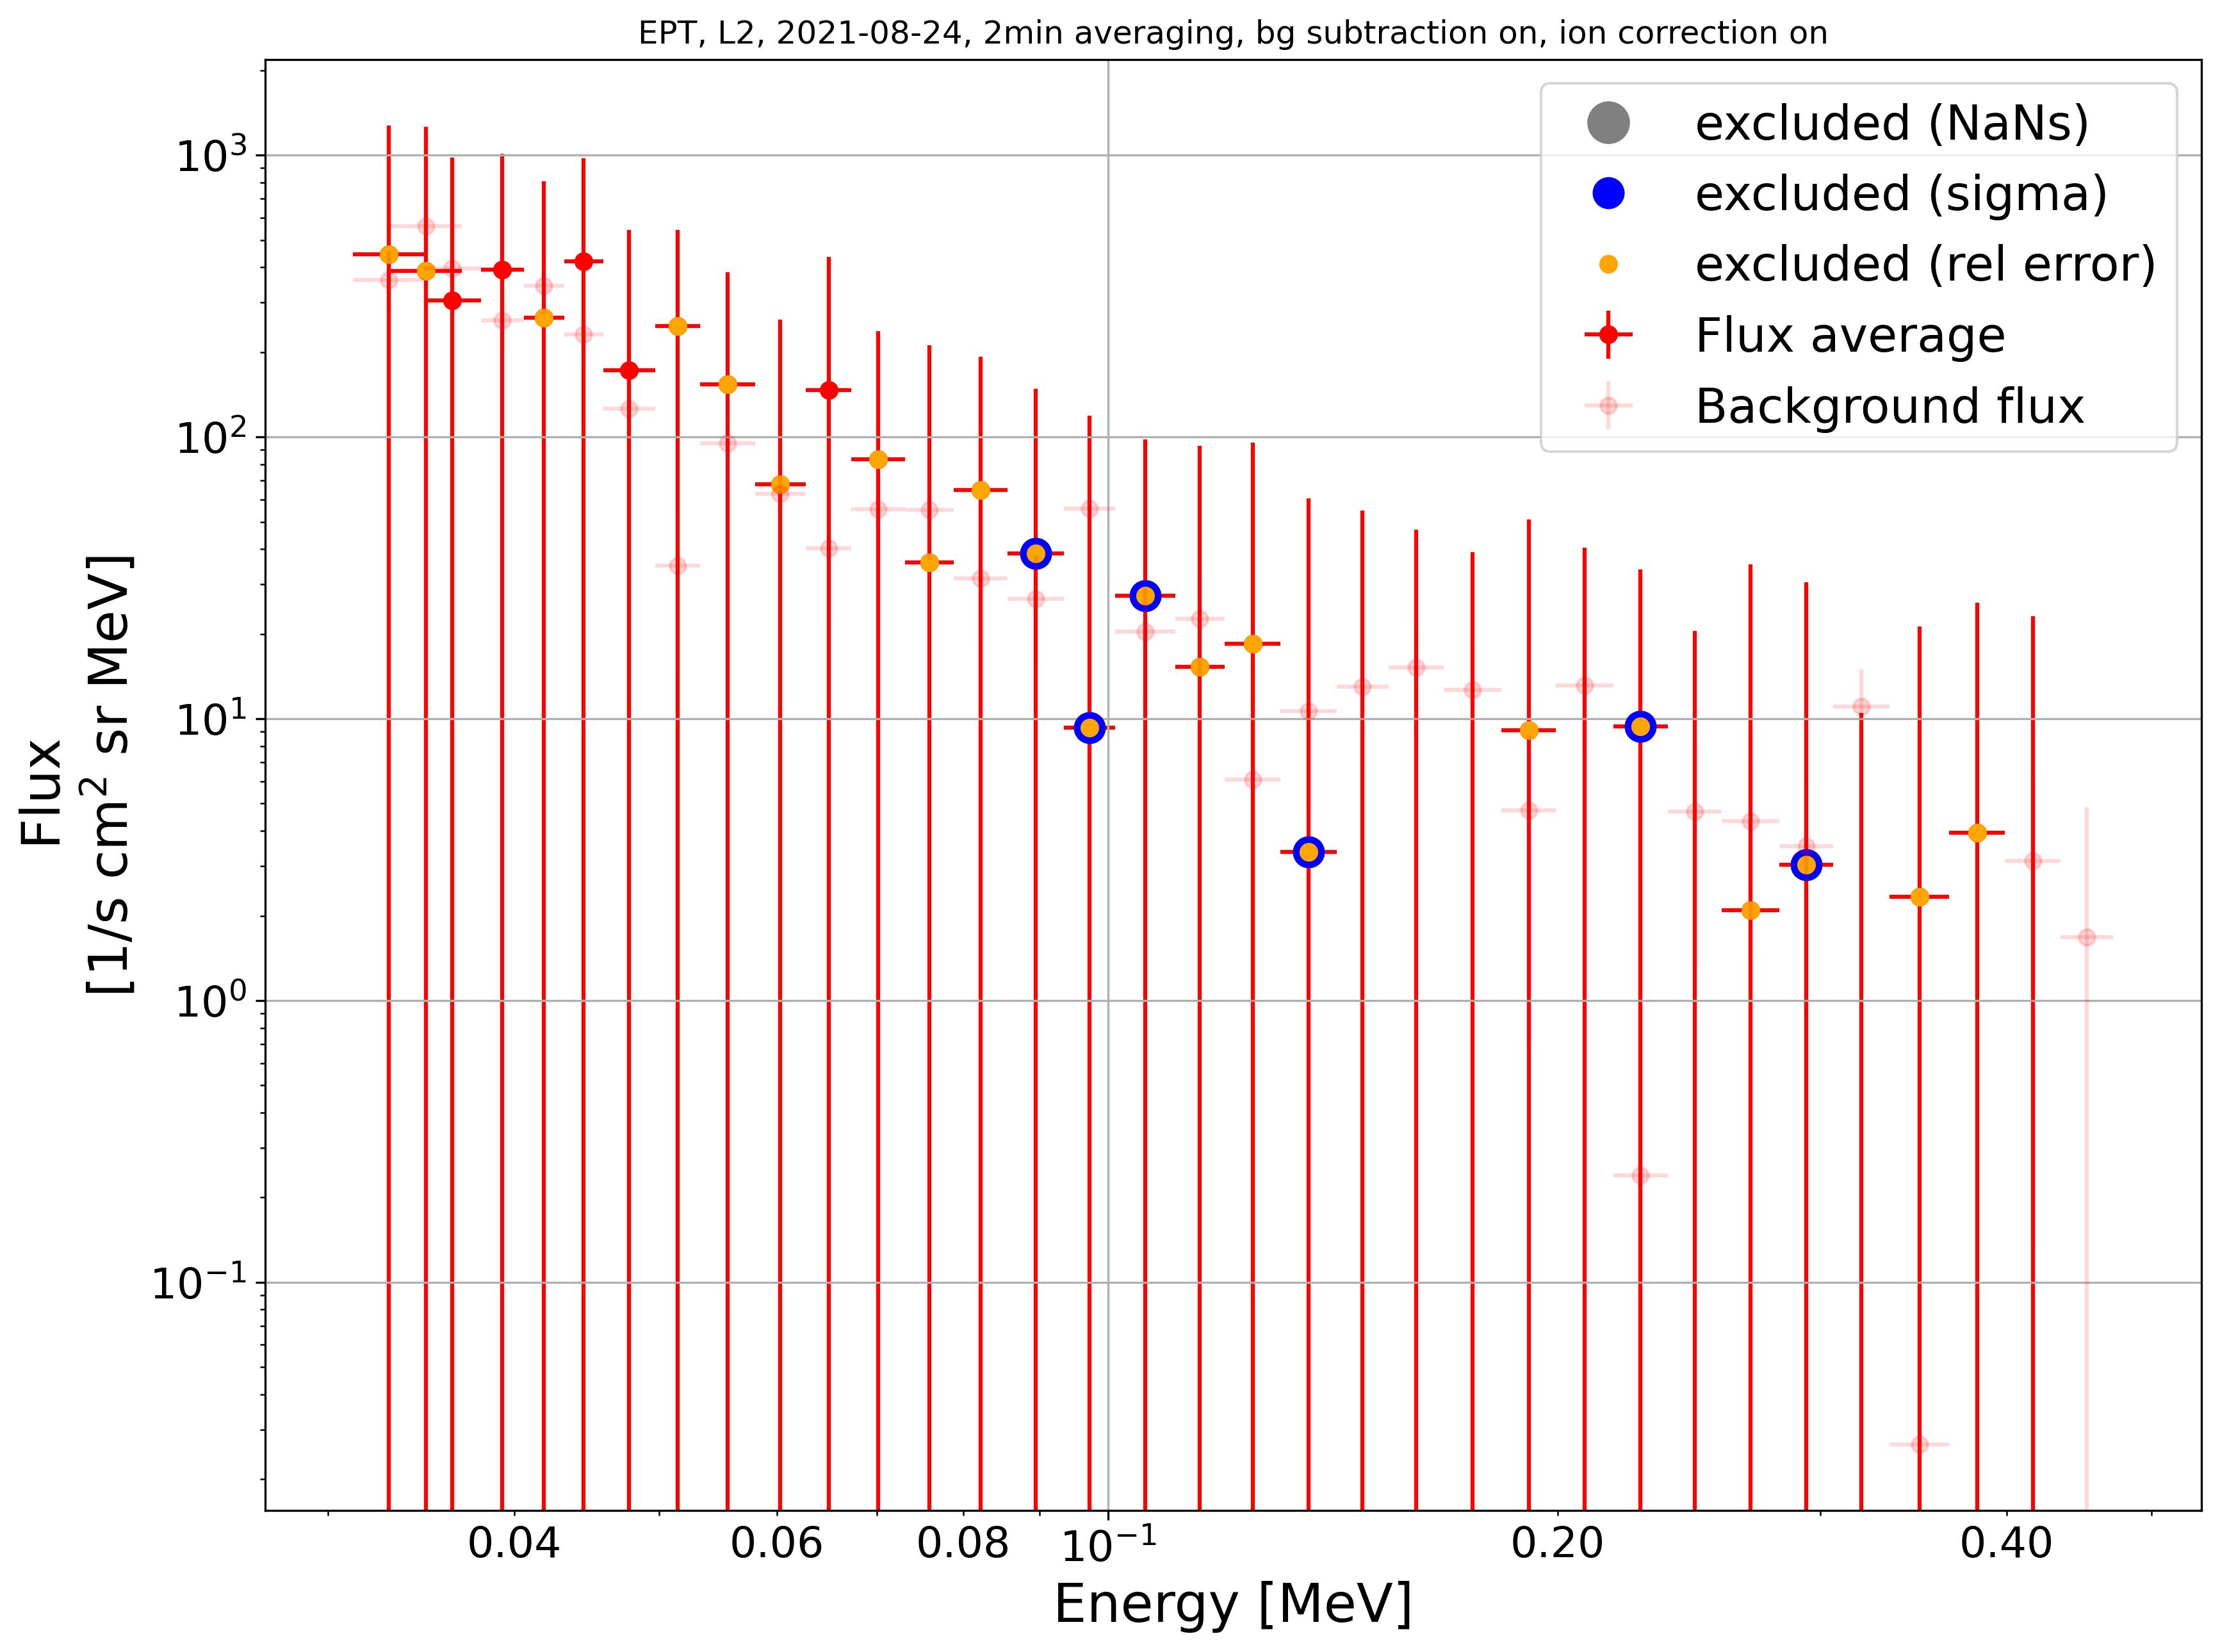 EPT, L2, 2021-08-24, 2min averaging, bg subtraction on, ion correction on
excluded (NaNs)
excluded (sigma)
excluded (rel error)
Flux average
Background flux
Flux
[1/s cm² sr MeV]
10³
10²
10¹
10⁰
10⁻¹
0.04 0.06 0.08 10⁻¹ 0.20 0.40
Energy [MeV]